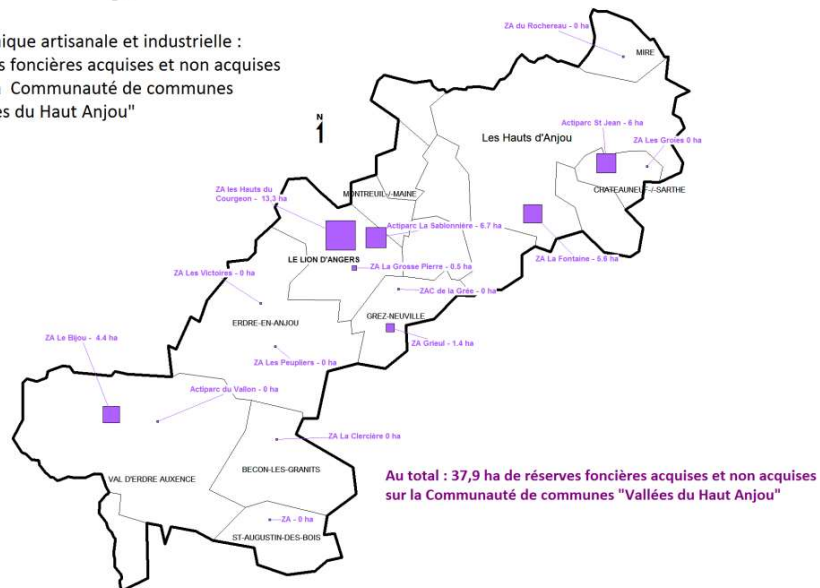 nique artisanale et industrielle :
s foncières acquises et non acquises
Communauté de communes
es du Haut Anjou"
N
ZA du Rochereau - 0 ha
MIRE
Les Hauts d'Anjou
Actiparc St Jean - 6 ha
ZA Les Groies 0 ha
CHATEAUNEUF-/-SARTHE
ZA les Hauts du
Courgeon - 13,3 ha
MONTREUIL-/-MAINE
Actiparc La Sablonnière - 6.7 ha
LE LION D'ANGERS
ZA La Grosse Pierre - 0.5 ha
ZA La Fontaine - 5.6 ha
ZA Les Victoires - 0 ha
ZAC de la Grée - 0 ha
ERDRE-EN-ANJOU
GREZ-NEUVILLE
ZA Grieul - 1.4 ha
ZA Le Bijou - 4.4 ha
ZA Les Peupliers - 0 ha
Actiparc du Vallon - 0 ha
ZA La Clercière 0 ha
BECON-LES-GRANITS
VAL D'ERDRE AUXENCE
Au total : 37,9 ha de réserves foncières acquises et non acquises
sur la Communauté de communes "Vallées du Haut Anjou"
ZA - 0 ha
ST-AUGUSTIN-DES-BOIS